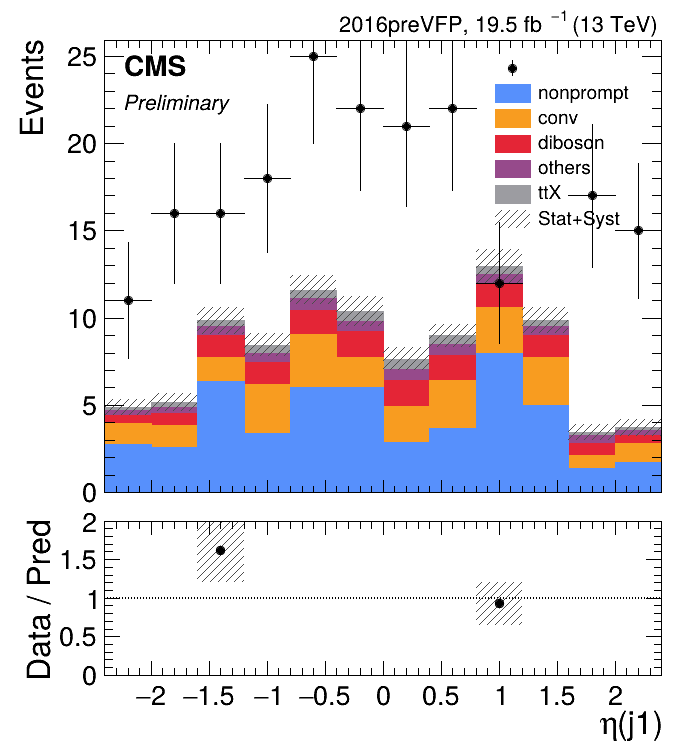 2016preVFP, 19.5 fb⁻¹ (13 TeV)
CMS
Preliminary
nonprompt
conv
diboson
others
ttX
Stat+Syst
Events
25
20
15
10
5
0
Data / Pred
2
1.5
1
0.5
0
−2 −1.5 −1 −0.5 0 0.5 1 1.5 2
η(j1)